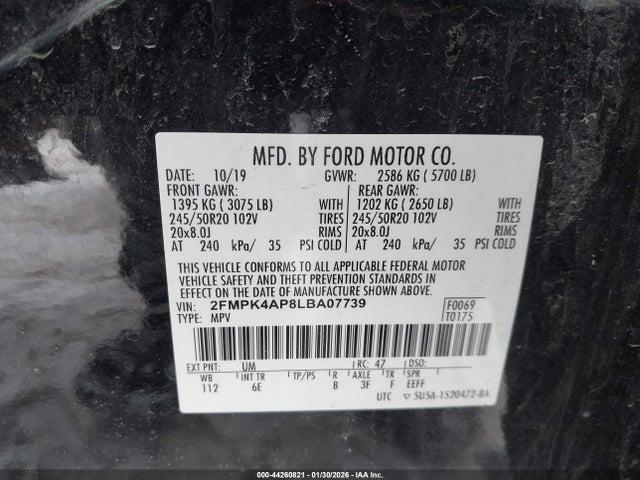 MFD. BY FORD MOTOR CO.
DATE: 10/19 GVWR: 2586 KG ( 5700 LB)
FRONT GAWR: REAR GAWR:
1395 KG ( 3075 LB) WITH 1202 KG ( 2650 LB) WITH
245/50R20 102V TIRES 245/50R20 102V TIRES
20x8.0J RIMS 20x8.0J RIMS
AT 240 kPa/ 35 PSI COLD AT 240 kPa/ 35 PSI COLD
THIS VEHICLE CONFORMS TO ALL APPLICABLE FEDERAL MOTOR
VEHICLE SAFETY AND THEFT PREVENTION STANDARDS IN
EFFECT ON THE DATE OF MANUFACTURE SHOWN ABOVE.
VIN: 2FMPK4AP8LBA07739 F0069
TYPE: MPV T0175
EXT PNT: UM RC: 47 DSO:
WB INT TR TP/PS R AXLE TR SPR
112 6E B 3F F EEFF
UTC 5U5A-1520472-BA
000-44260821 - 01/30/2026 - IAA Inc.